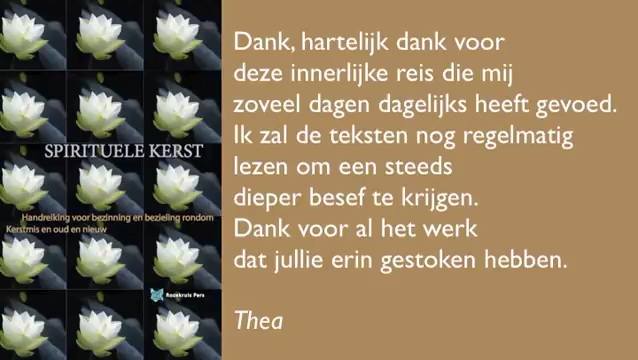 SPIRITUELE KERST
Handreiking voor bezinning en bezieling rondom
Kerstmis en oud en nieuw
Rozekruis Pers
Dank, hartelijk dank voor
deze innerlijke reis die mij
zoveel dagen dagelijks heeft gevoed.
Ik zal de teksten nog regelmatig
lezen om een steeds
dieper besef te krijgen.
Dank voor al het werk
dat jullie erin gestoken hebben.
Thea